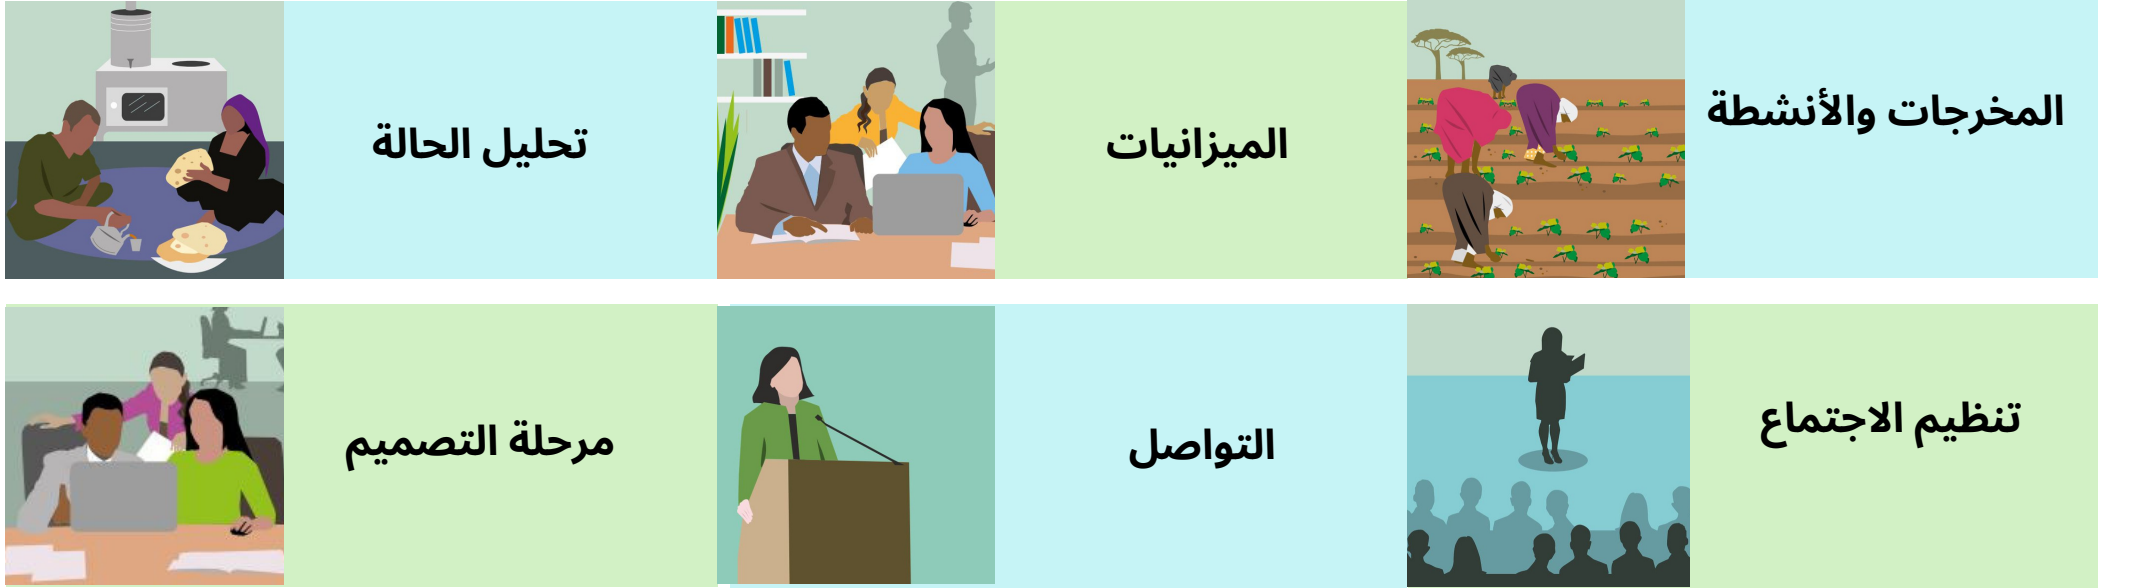 المخرجات والأنشطة
الميزانيات
تحليل الحالة
تنظيم الاجتماع
التواصل
مرحلة التصميم